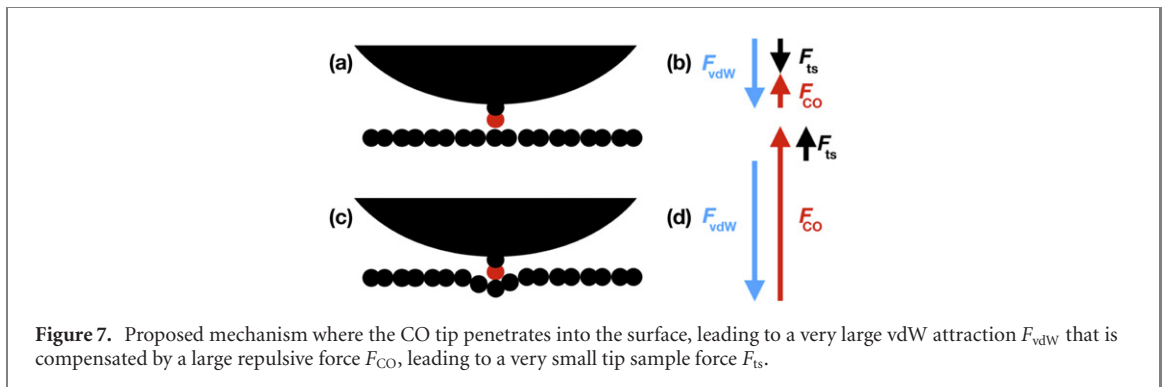 (a)
(b) FvdW Fts
FCO
Fts
(c)
(d) FvdW FCO
Figure 7. Proposed mechanism where the CO tip penetrates into the surface, leading to a very large vdW attraction FvdW that is
compensated by a large repulsive force FCO, leading to a very small tip sample force Fts.